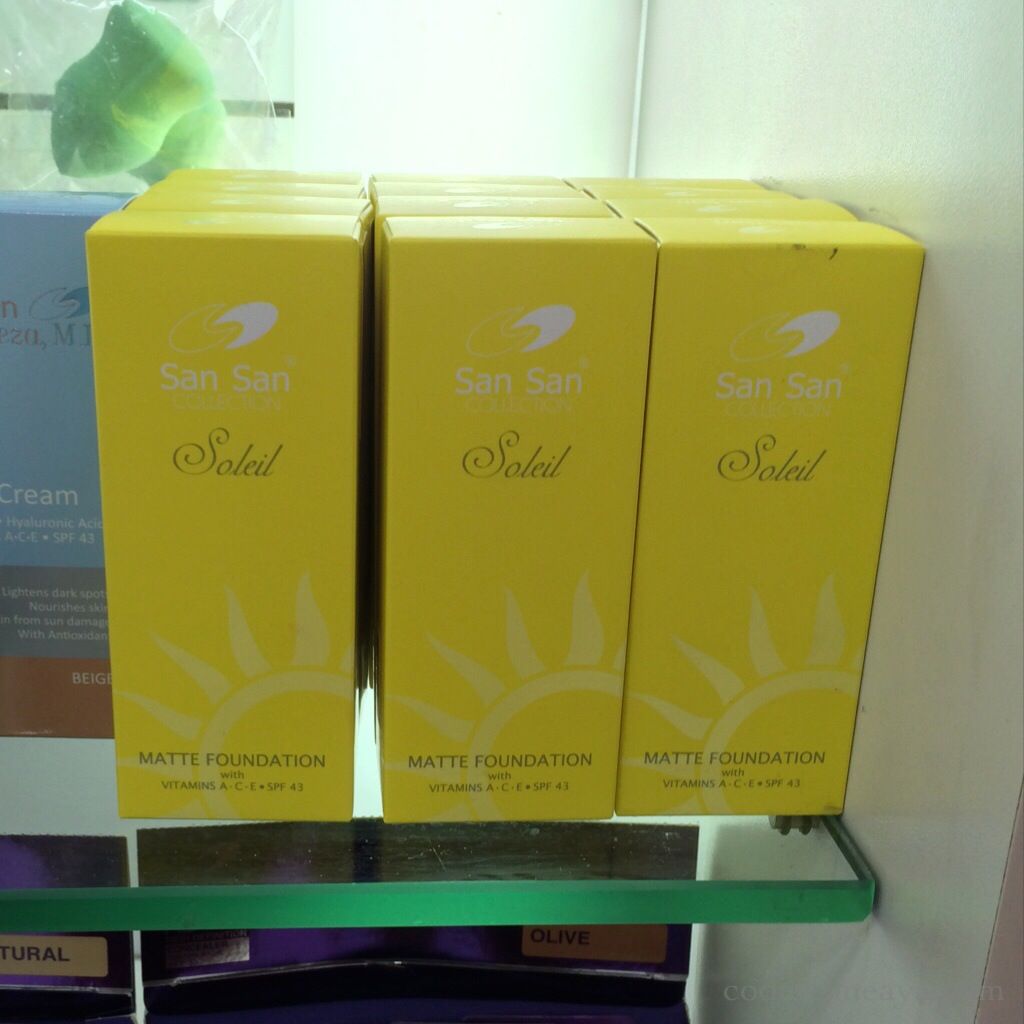 San San®
COLLECTION
Soleil
MATTE FOUNDATION
with
VITAMINS A·C·E • SPF 43
San San®
COLLECTION
Soleil
MATTE FOUNDATION
with
VITAMINS A·C·E • SPF 43
San San®
COLLECTION
Soleil
MATTE FOUNDATION
with
VITAMINS A·C·E • SPF 43
Cream
Hyaluronic Acid
A·C·E • SPF 43
Lightens dark spots
Nourishes skin
from sun damage
With Antioxidan
BEIGE
TURAL
OLIVE